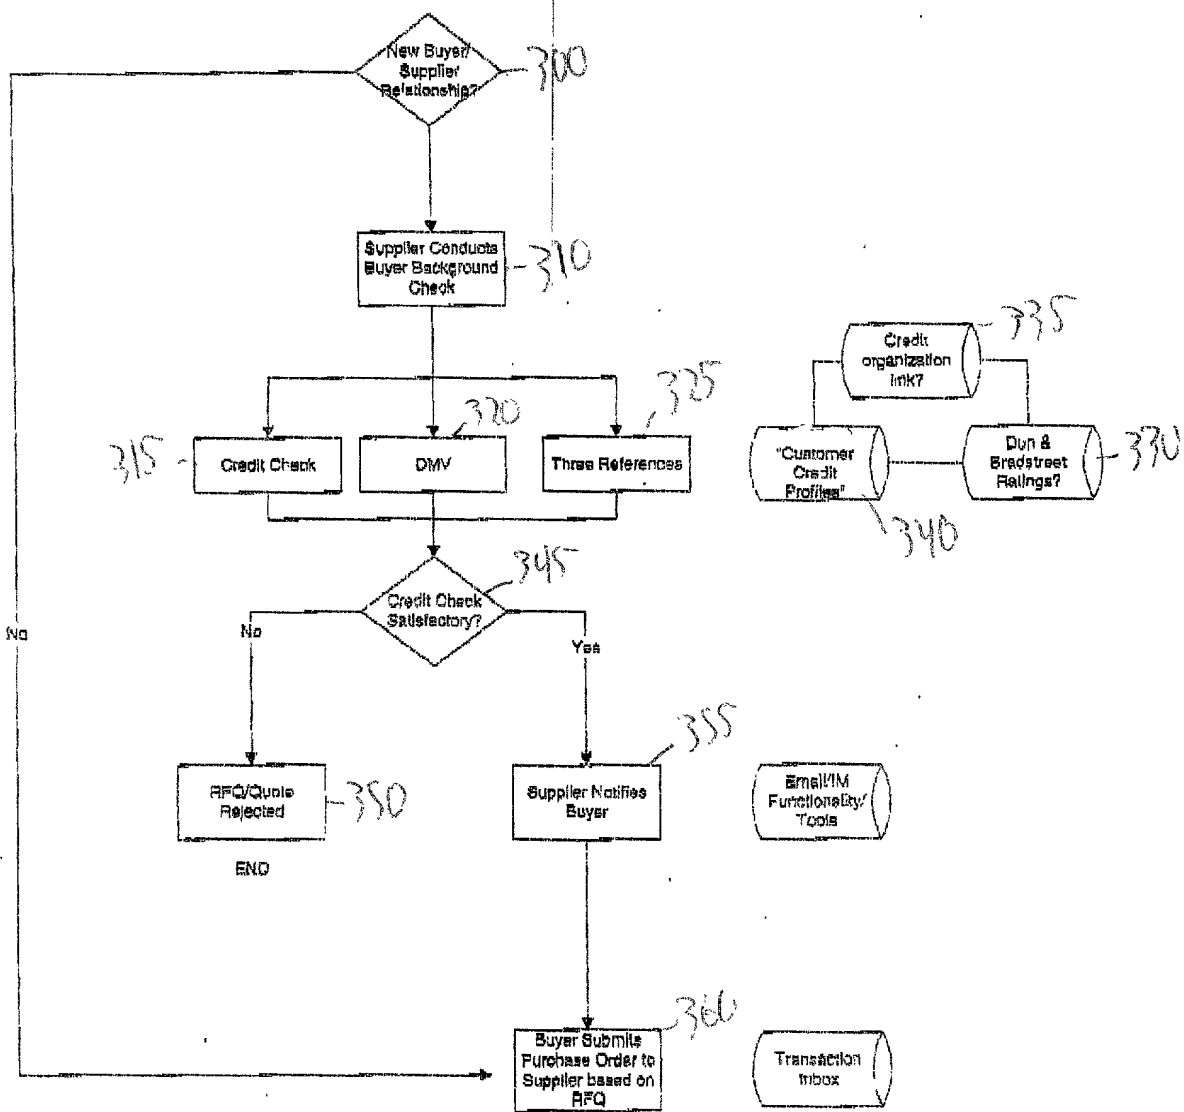 New Buyer/
Supplier
Relationship?
300
Supplier Conducts
Buyer Background
Check
310
335
Credit
organization
link?
315
Credit Check
320
DMV
325
Three References
"Customer
Credit
Profiles"
340
Dun &
Bradstreet
Ratings?
330
345
Credit Check
Satisfactory?
No
No
Yes
RFQ/Quote
Rejected
350
END
355
Supplier Notifies
Buyer
Email/IM
Functionality/
Tools
360
Buyer Submits
Purchase Order to
Supplier based on
RFQ
Transaction
Inbox